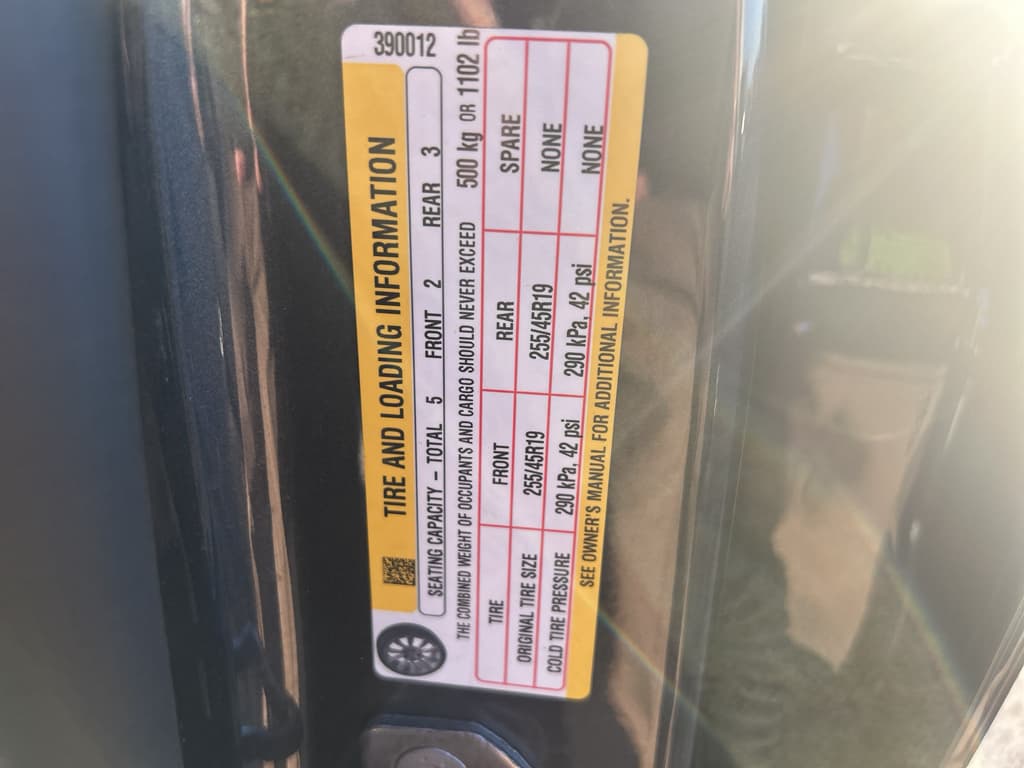 390012
TIRE AND LOADING INFORMATION
SEATING CAPACITY – TOTAL 5 FRONT 2 REAR 3
THE COMBINED WEIGHT OF OCCUPANTS AND CARGO SHOULD NEVER EXCEED 500 kg OR 1102 lb
TIRE FRONT REAR SPARE
ORIGINAL TIRE SIZE 255/45R19 255/45R19 NONE
COLD TIRE PRESSURE 290 kPa, 42 psi 290 kPa, 42 psi NONE
SEE OWNER'S MANUAL FOR ADDITIONAL INFORMATION.